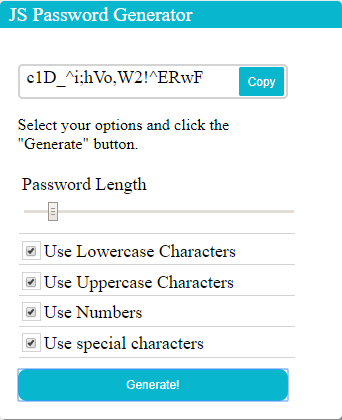 JS Password Generator
c1D_^i;hVo,W2!^ERwF
Copy
Select your options and click the
"Generate" button.
Password Length
Use Lowercase Characters
Use Uppercase Characters
Use Numbers
Use special characters
Generate!